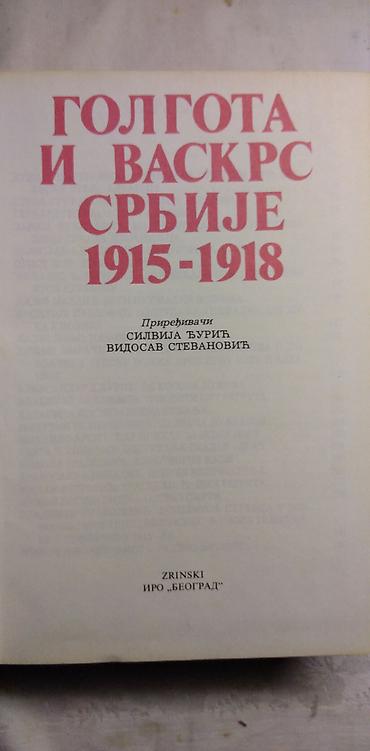 ГОЛГОТА
И ВАСКРС
СРБИЈЕ
1915-1918
Приређивачи
СИЛВИЈА ЂУРИЋ
ВИДОСАВ СТЕВАНОВИЋ
ZRINSKI
ИРО „БЕОГРАД"